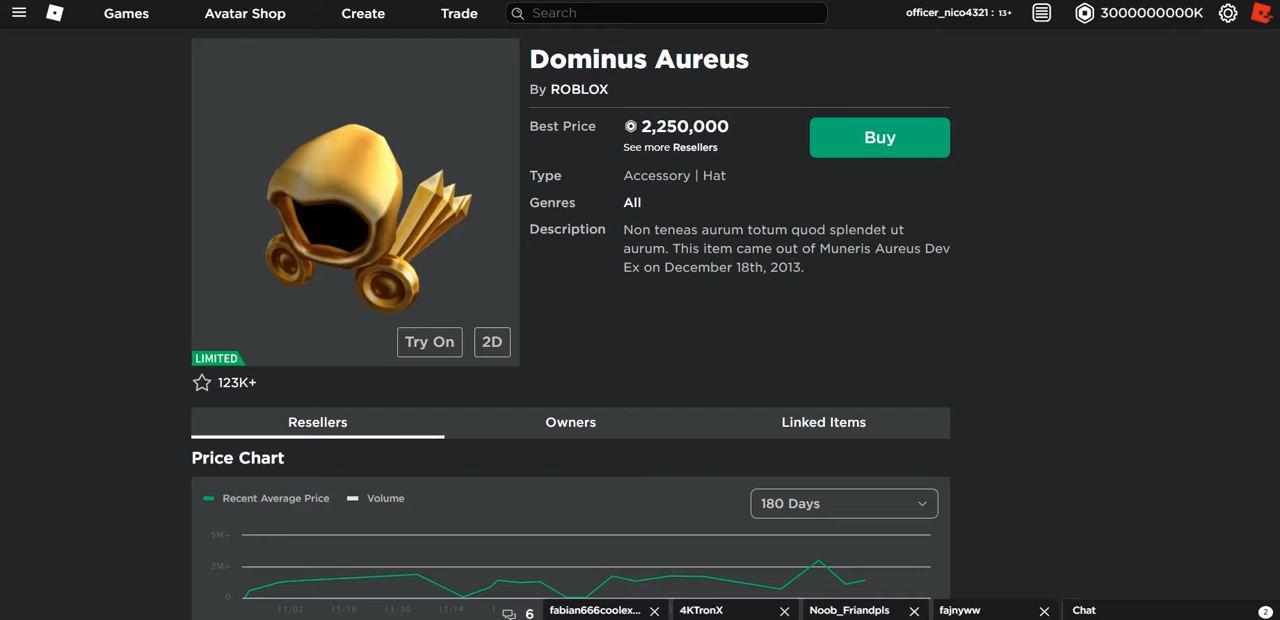 Games Avatar Shop Create Trade Search officer_nico4321 : 13+ 3000000000K
Dominus Aureus
By ROBLOX
Best Price 2,250,000 Buy
See more Resellers
Type Accessory | Hat
Genres All
Description Non teneas aurum totum quod splendet ut
aurum. This item came out of Muneris Aureus Dev
Ex on December 18th, 2013.
Try On 2D
LIMITED
123K+
Resellers Owners Linked Items
Price Chart
Recent Average Price Volume 180 Days
5M+
2M+
0
11/02 11/16 11/30 12/14
6 fabian666coolex... 4KTronX Noob_Friandpls fajnyww Chat 2